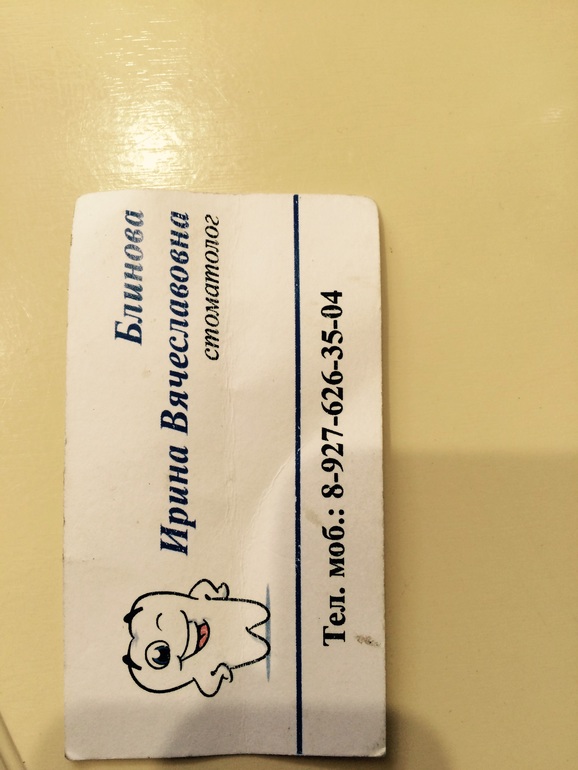 Блинова
Ирина Вячеславовна
стоматолог
Тел. моб.: 8-927-626-35-04